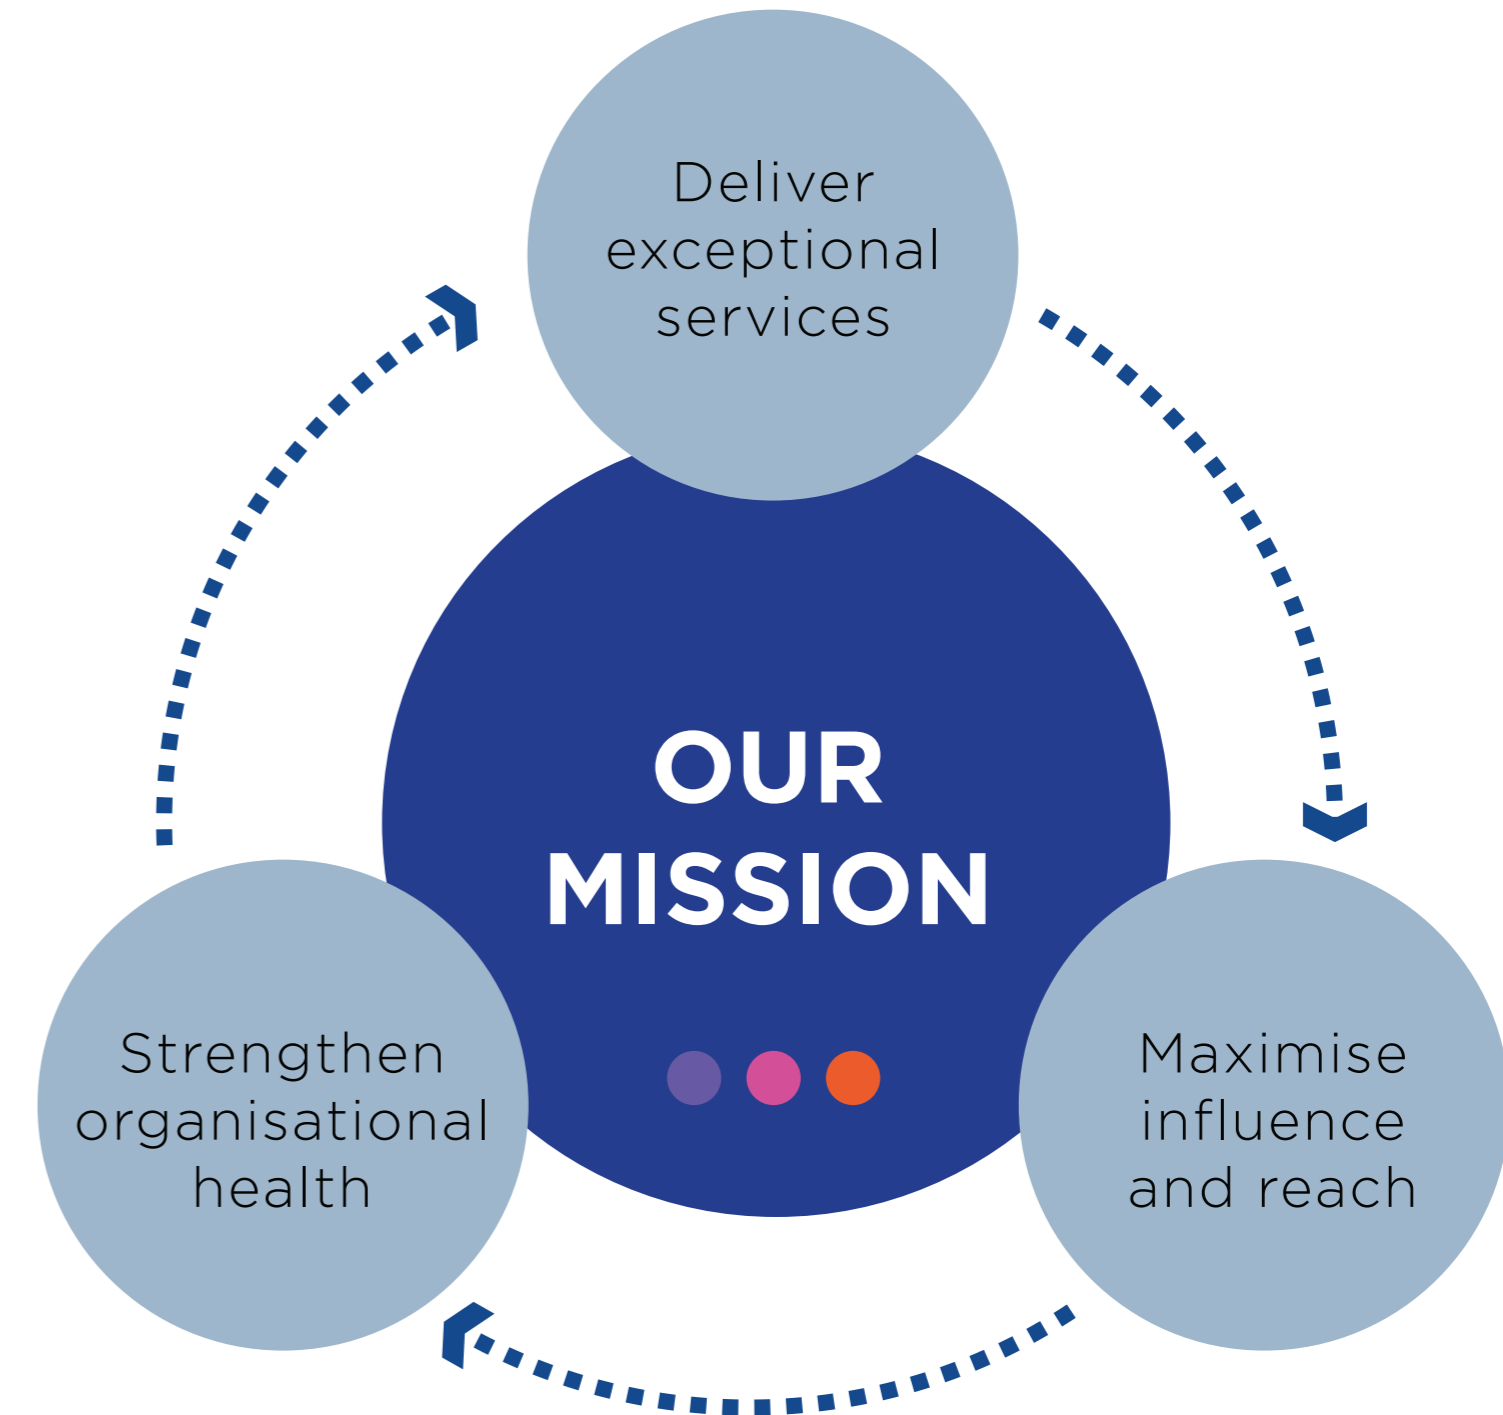 Deliver
exceptional
services
OUR
MISSION
Strengthen
organisational
health
Maximise
influence
and reach